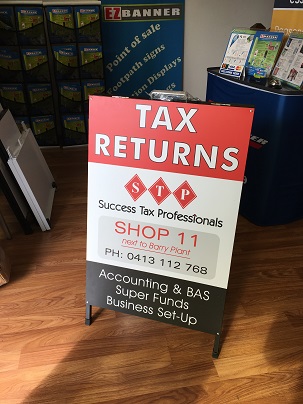 EZBANNER
Point of sale
Footpath signs
TAX
RETURNS
STP
Success Tax Professionals
SHOP 11
next to Barry Plant
PH: 0413 112 768
Accounting & BAS
Super Funds
Business Set-Up